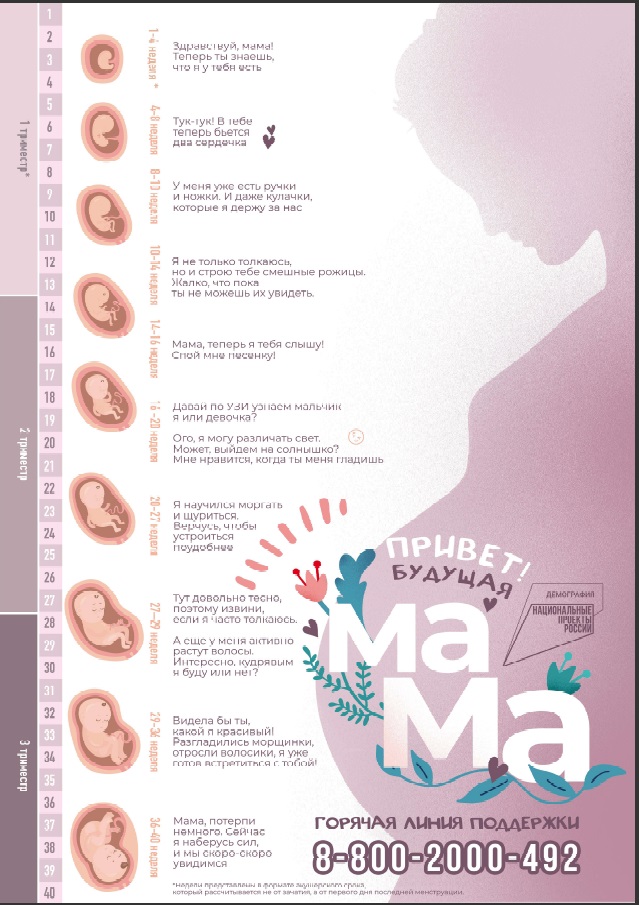 1
2
3
4
5
6
7
8
9
10
11
12
13
14
15
16
17
18
19
20
21
22
23
24
25
26
27
28
29
30
31
32
33
34
35
36
37
38
39
40
1 триместр*
2 триместр
3 триместр
1-4 неделя *
Здравствуй, мама!
Теперь ты знаешь,
что я у тебя есть
4-8 неделя
Тук-тук! В тебе
теперь бьется
два сердечка
8-10 неделя
У меня уже есть ручки
и ножки. И даже кулачки,
которые я держу за нас
10-14 неделя
Я не только толкаюсь,
но и строю тебе смешные рожицы.
Жалко, что пока
ты не можешь их увидеть.
14-16 неделя
Мама, теперь я тебя слышу!
Спой мне песенку!
16-20 неделя
Давай по УЗИ узнаем мальчик
я или девочка?
Ого, я могу различать свет.
Может, выйдем на солнышко?
Мне нравится, когда ты меня гладишь
20-27 неделя
Я научился моргать
и щуриться.
Верчусь, чтобы
устроиться
поудобнее
27-29 неделя
Тут довольно тесно,
поэтому извини,
если я часто толкаюсь.
А еще у меня активно
растут волосы.
Интересно, кудрявым
я буду или нет?
29-36 неделя
Видела бы ты,
какой я красивый!
Разгладились морщинки,
отросли волосики, я уже
готов встретиться с тобой!
36-40 неделя
Мама, потерпи
немного. Сейчас
я наберусь сил,
и мы скоро-скоро
увидимся
ПРИВЕТ!
БУДУЩАЯ
Ма
Ма
ДЕМОГРАФИЯ
НАЦИОНАЛЬНЫЕ
ПРОЕКТЫ
РОССИИ
ГОРЯЧАЯ ЛИНИЯ ПОДДЕРЖКИ
8-800-2000-492
*недели представлены в формате акушерского срока,
который рассчитывается не от зачатия, а от первого дня последней менструации.